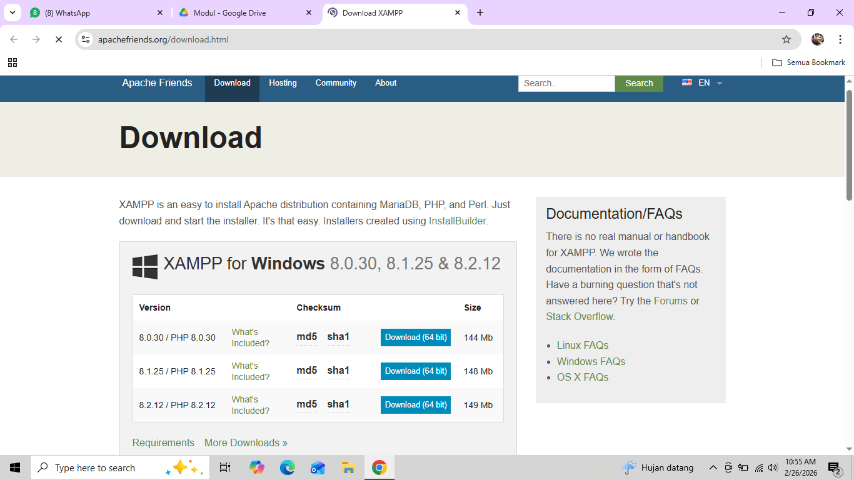 (8) WhatsApp
Modul - Google Drive
Download XAMPP
apachefriends.org/download.html
Semua Bookmark
Apache Friends
Download
Hosting
Community
About
Search...
Search
EN
Download
XAMPP is an easy to install Apache distribution containing MariaDB, PHP, and Perl. Just
download and start the installer. It's that easy. Installers created using InstallBuilder.
XAMPP for Windows 8.0.30, 8.1.25 & 8.2.12
Version Checksum Size
8.0.30 / PHP 8.0.30 What's Included? md5 sha1 Download (64 bit) 144 Mb
8.1.25 / PHP 8.1.25 What's Included? md5 sha1 Download (64 bit) 148 Mb
8.2.12 / PHP 8.2.12 What's Included? md5 sha1 Download (64 bit) 149 Mb
Requirements More Downloads »
Documentation/FAQs
There is no real manual or handbook
for XAMPP. We wrote the
documentation in the form of FAQs.
Have a burning question that's not
answered here? Try the Forums or
Stack Overflow.
Linux FAQs
Windows FAQs
OS X FAQs
Type here to search
Hujan datang
10:55 AM
2/26/2026
2